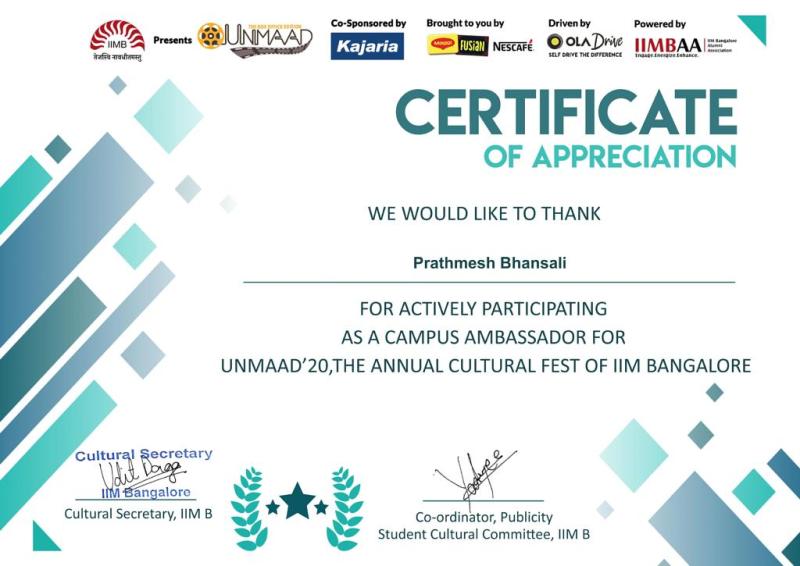 IIMB
तेजस्वि नावधीतमस्तु
Presents
THE BOX OFFICE EDITION
UNMAAD
Co-Sponsored by
Kajaria
Brought to you by
MAGGI FUSIAN NESCAFÉ
Driven by
OLA Drive
SELF DRIVE THE DIFFERENCE
Powered by
IIMBAA IIM Bangalore Alumni Association
Engage.Energize.Enhance.
CERTIFICATE
OF APPRECIATION
WE WOULD LIKE TO THANK
Prathmesh Bhansali
FOR ACTIVELY PARTICIPATING
AS A CAMPUS AMBASSADOR FOR
UNMAAD’20,THE ANNUAL CULTURAL FEST OF IIM BANGALORE
Cultural Secretary
Udit Daga
IIM Bangalore
Cultural Secretary, IIM B
Co-ordinator, Publicity
Student Cultural Committee, IIM B